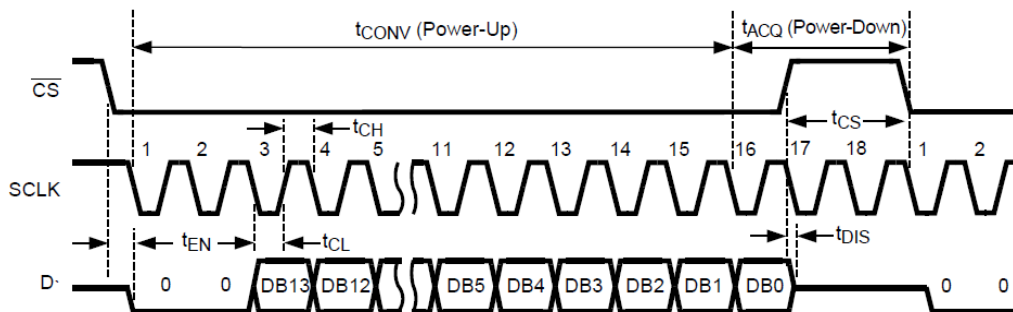 tCONV (Power-Up) tACQ (Power-Down)
CS
tCH tCS
1 2 3 4 5 11 12 13 14 15 16 17 18 1 2
SCLK
tEN tCL tDIS
D 0 0 DB13 DB12 DB5 DB4 DB3 DB2 DB1 DB0 0 0